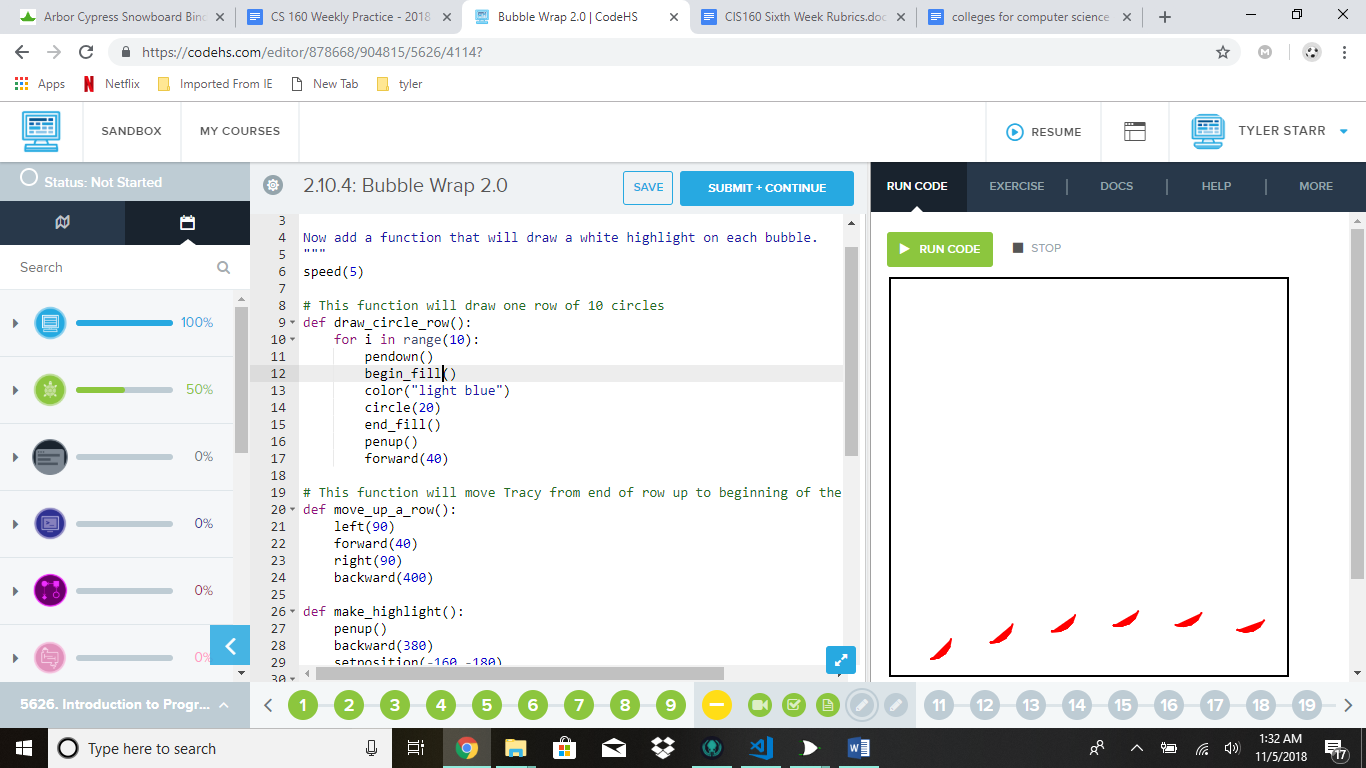 Arbor Cypress Snowboard Bind
CS 160 Weekly Practice - 2018
Bubble Wrap 2.0 | CodeHS
CIS160 Sixth Week Rubrics.doc
colleges for computer science
https://codehs.com/editor/878668/904815/5626/4114?
M
Apps
Netflix
Imported From IE
New Tab
tyler
SANDBOX
MY COURSES
RESUME
TYLER STARR
Status: Not Started
2.10.4: Bubble Wrap 2.0
SAVE
SUBMIT + CONTINUE
RUN CODE
EXERCISE
DOCS
HELP
MORE
Search
100%
50%
0%
0%
0%
0%
3
4 Now add a function that will draw a white highlight on each bubble.
5 """
6 speed(5)
7
8 # This function will draw one row of 10 circles
9 def draw_circle_row():
10 for i in range(10):
11 pendown()
12 begin_fill()
13 color("light blue")
14 circle(20)
15 end_fill()
16 penup()
17 forward(40)
18
19 # This function will move Tracy from end of row up to beginning of the
20 def move_up_a_row():
21 left(90)
22 forward(40)
23 right(90)
24 backward(400)
25
26 def make_highlight():
27 penup()
28 backward(380)
29 setposition(-160,-180)
30
RUN CODE
STOP
5626. Introduction to Progr...
1 2 3 4 5 6 7 8 9
11 12 13 14 15 16 17 18 19
Type here to search
1:32 AM
11/5/2018
17